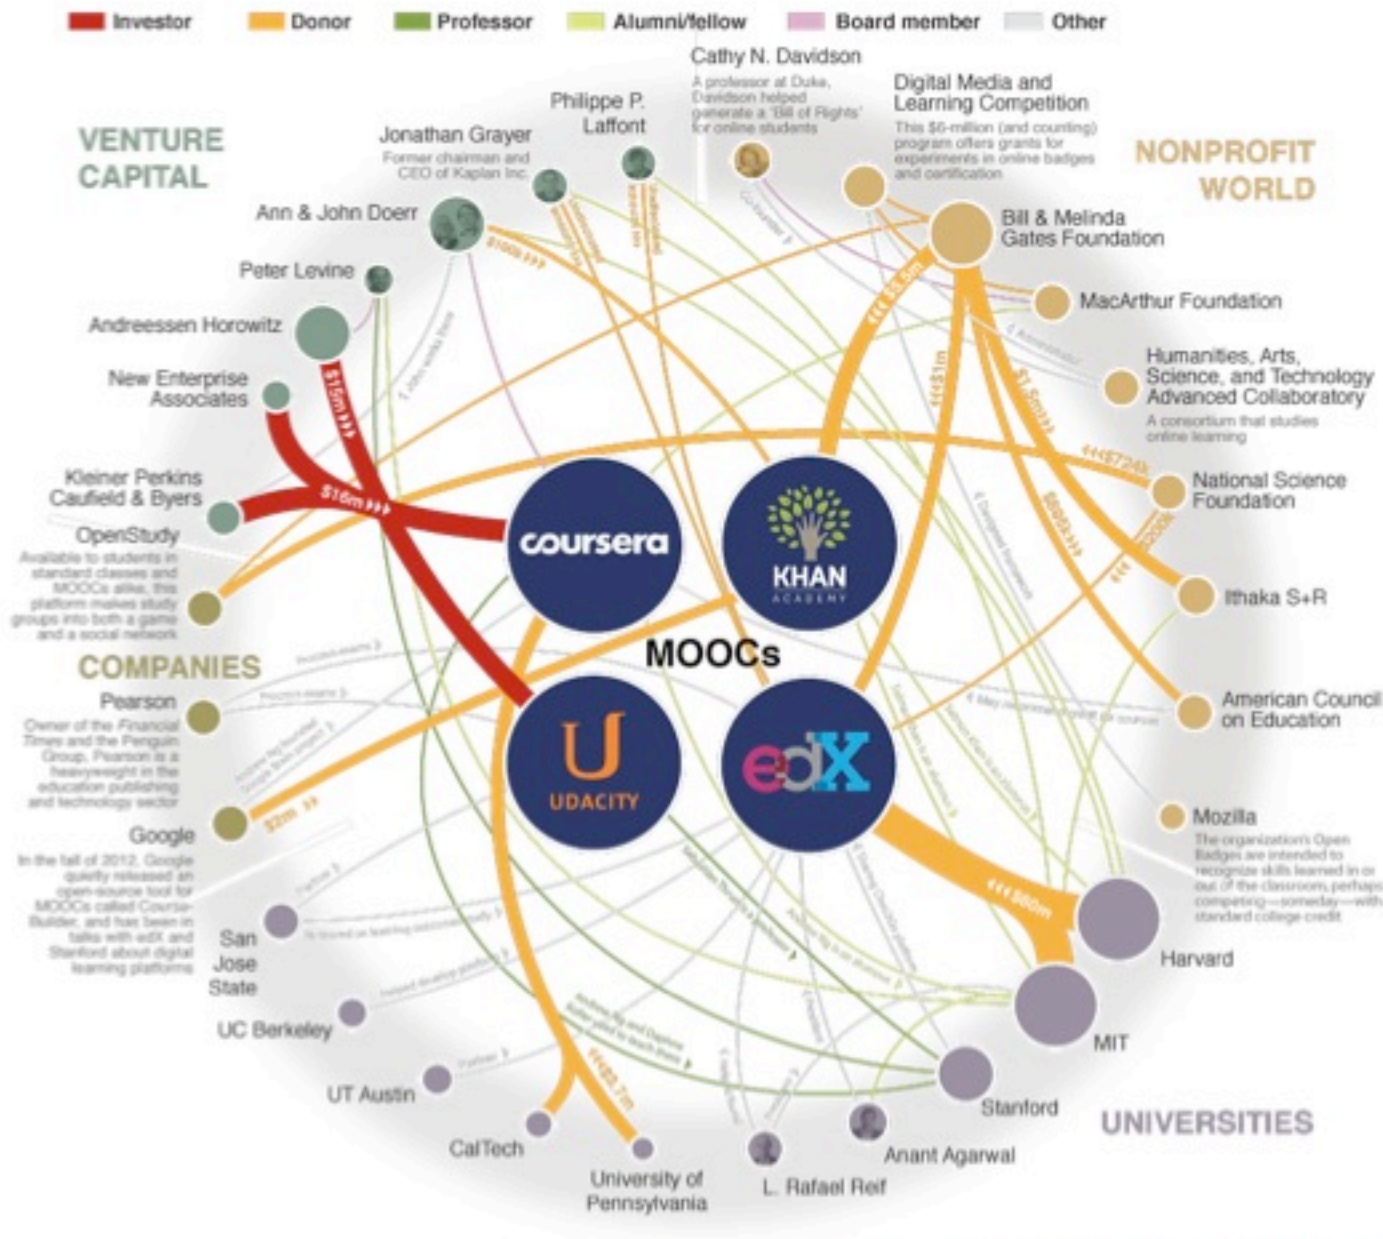 Investor
Donor
Professor
Alumni/fellow
Board member
Other
VENTURE
CAPITAL
Jonathan Grayer
Former chairman and
CEO of Kaplan Inc.
Philippe P.
Laffont
Cathy N. Davidson
A professor at Duke,
Davidson helped
generate a 'Bill of Rights'
for online students
Digital Media and
Learning Competition
This $6-million (and counting)
program offers grants for
experiments in online badges
and certification
NONPROFIT
WORLD
Ann & John Doerr
Peter Levine
Andreessen Horowitz
New Enterprise
Associates
Kleiner Perkins
Caufield & Byers
Bill & Melinda
Gates Foundation
MacArthur Foundation
Humanities, Arts,
Science, and Technology
Advanced Collaboratory
A consortium that studies
online learning
National Science
Foundation
Ithaka S+R
American Council
on Education
Mozilla
The organization's Open
Badges are intended to
recognize skills learned in or
out of the classroom, perhaps
competing—someday—with
standard college credit
OpenStudy
Available to students in
standard classes and
MOOCs alike, this
platform makes study
groups into both a game
and a social network
COMPANIES
Pearson
Owner of the Financial
Times and the Penguin
Group, Pearson is a
heavyweight in the
education publishing
and technology sector
Google
In the fall of 2012, Google
quietly released an
open-source tool for
MOOCs called Course-
Builder, and has been in
talks with edX and
Stanford about digital
learning platforms
coursera
KHAN
ACADEMY
MOOCs
U
UDACITY
edX
$15m
$16m
$1m
$724k
$2m
$60m
San
Jose
State
UC Berkeley
UT Austin
CalTech
University of
Pennsylvania
L. Rafael Reif
Anant Agarwal
Stanford
MIT
Harvard
UNIVERSITIES